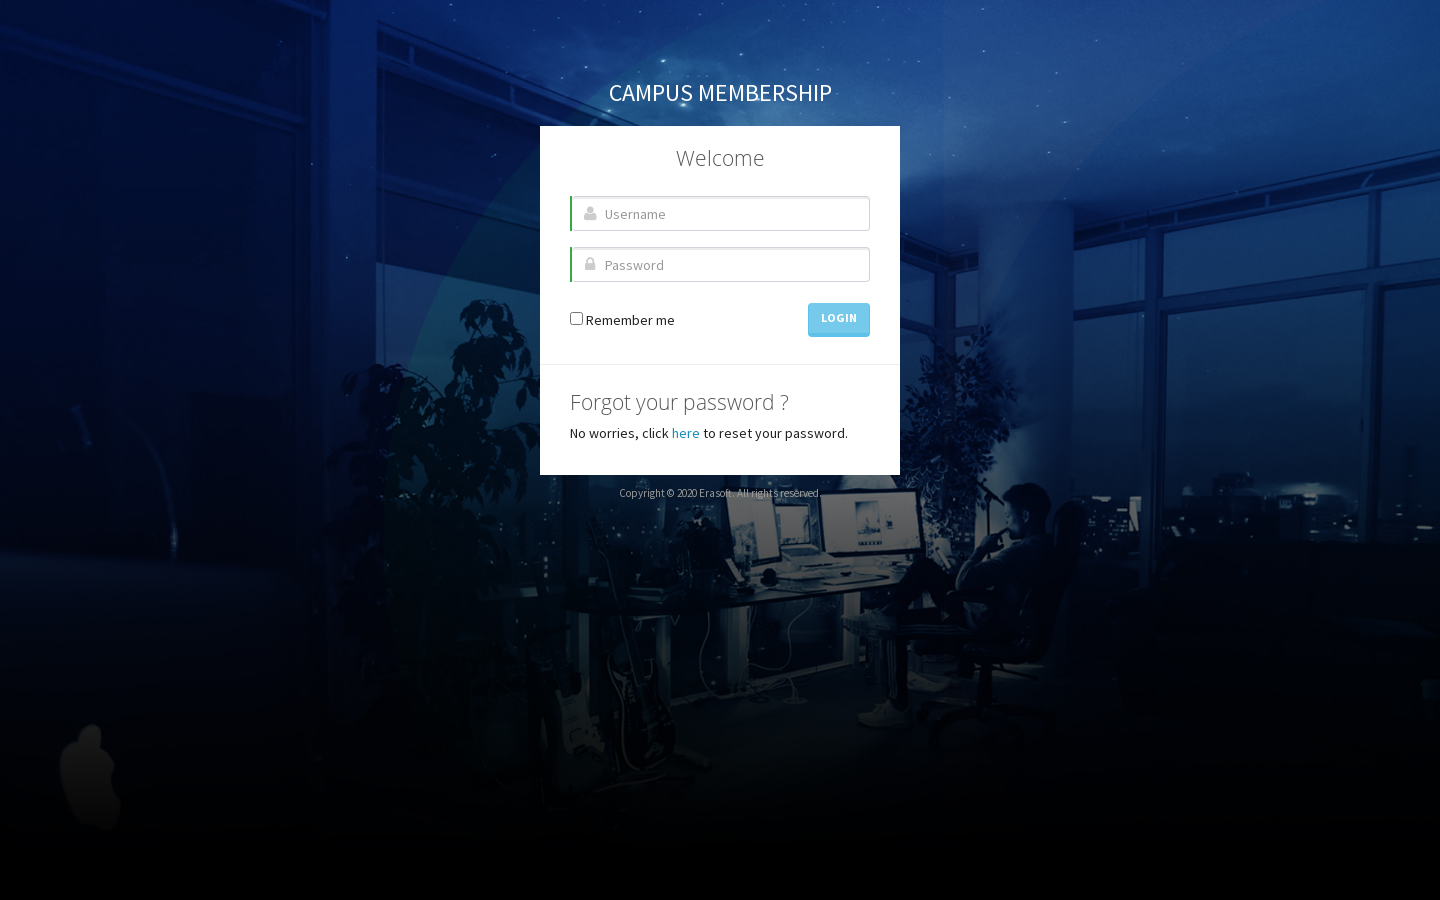 CAMPUS MEMBERSHIP
Welcome
Username
Password
Remember me
LOGIN
Forgot your password ?
No worries, click here to reset your password.
Copyright © 2020 Erasoft. All rights reserved.